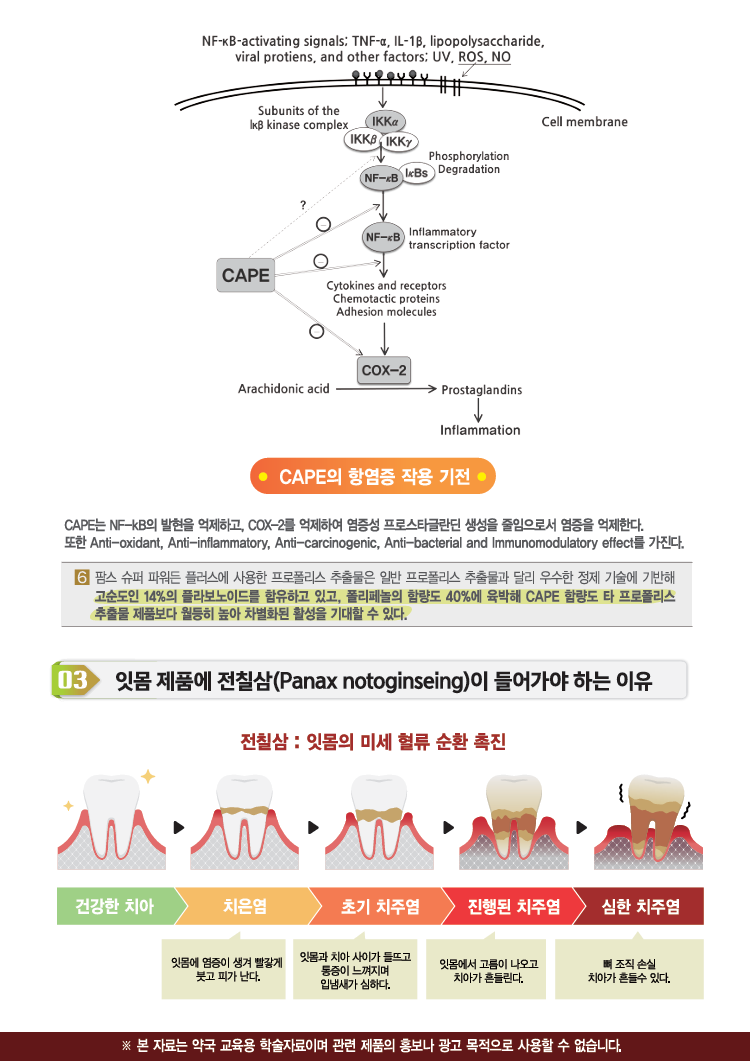 NF-κB-activating signals; TNF-α, IL-1β, lipopolysaccharide,
viral protiens, and other factors; UV, ROS, NO
Subunits of the
Iκβ kinase complex
IKKα
IKKβ
IKKγ
Cell membrane
Phosphorylation
Degradation
NF-κB
IκBs
?
−
NF-κB
Inflammatory
transcription factor
−
CAPE
Cytokines and receptors
Chemotactic proteins
Adhesion molecules
−
COX-2
Arachidonic acid
Prostaglandins
Inflammation
CAPE의 항염증 작용 기전
CAPE는 NF-kB의 발현을 억제하고, COX-2를 억제하여 염증성 프로스타글란딘 생성을 줄임으로서 염증을 억제한다.
또한 Anti-oxidant, Anti-inflammatory, Anti-carcinogenic, Anti-bacterial and Immunomodulatory effect를 가진다.
6 팜스 슈퍼 파워든 플러스에 사용한 프로폴리스 추출물은 일반 프로폴리스 추출물과 달리 우수한 정제 기술에 기반해
고순도인 14%의 플라보노이드를 함유하고 있고, 폴리페놀의 함량도 40%에 육박해 CAPE 함량도 타 프로폴리스
추출물 제품보다 월등히 높아 차별화된 활성을 기대할 수 있다.
03 잇몸 제품에 전칠삼(Panax notoginseing)이 들어가야 하는 이유
전칠삼 : 잇몸의 미세 혈류 순환 촉진
건강한 치아
치은염
초기 치주염
진행된 치주염
심한 치주염
잇몸에 염증이 생겨 빨갛게
붓고 피가 난다.
잇몸과 치아 사이가 들뜨고
통증이 느껴지며
입냄새가 심하다.
잇몸에서 고름이 나오고
치아가 흔들린다.
뼈 조직 손실
치아가 흔들수 있다.
※ 본 자료는 약국 교육용 학술자료이며 관련 제품의 홍보나 광고 목적으로 사용할 수 없습니다.